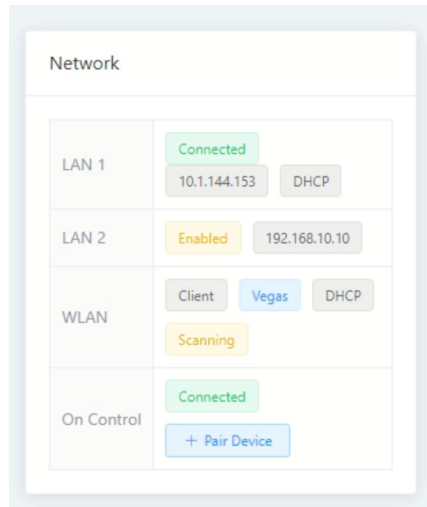 Network
LAN 1
Connected
10.1.144.153 DHCP
LAN 2
Enabled 192.168.10.10
WLAN
Client Vegas DHCP
Scanning
On Control
Connected
+ Pair Device